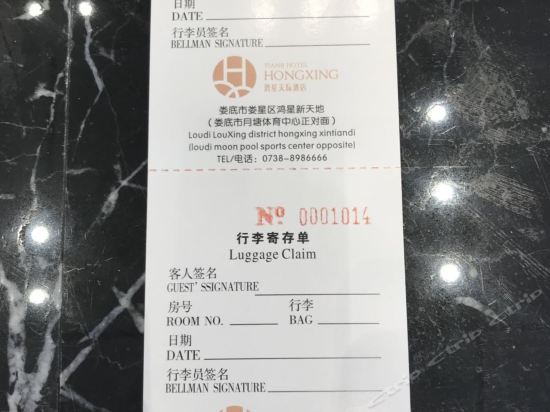 日期
DATE
行李员签名
BELLMAN SIGNATURE
TIANJI HOTEL
HONGXING
鸿星天际酒店
娄底市娄星区鸿星新天地
（娄底市月塘体育中心正对面）
Loudi LouXing district hongxing xintiandi
(loudi moon pool sports center opposite)
TEL/电话：0738-8986666
№ 0001014
行李寄存单
Luggage Claim
客人签名
GUEST' SSIGNATURE
房号 行李
ROOM NO. BAG
日期
DATE
行李员签名
BELLMAN SIGNATURE